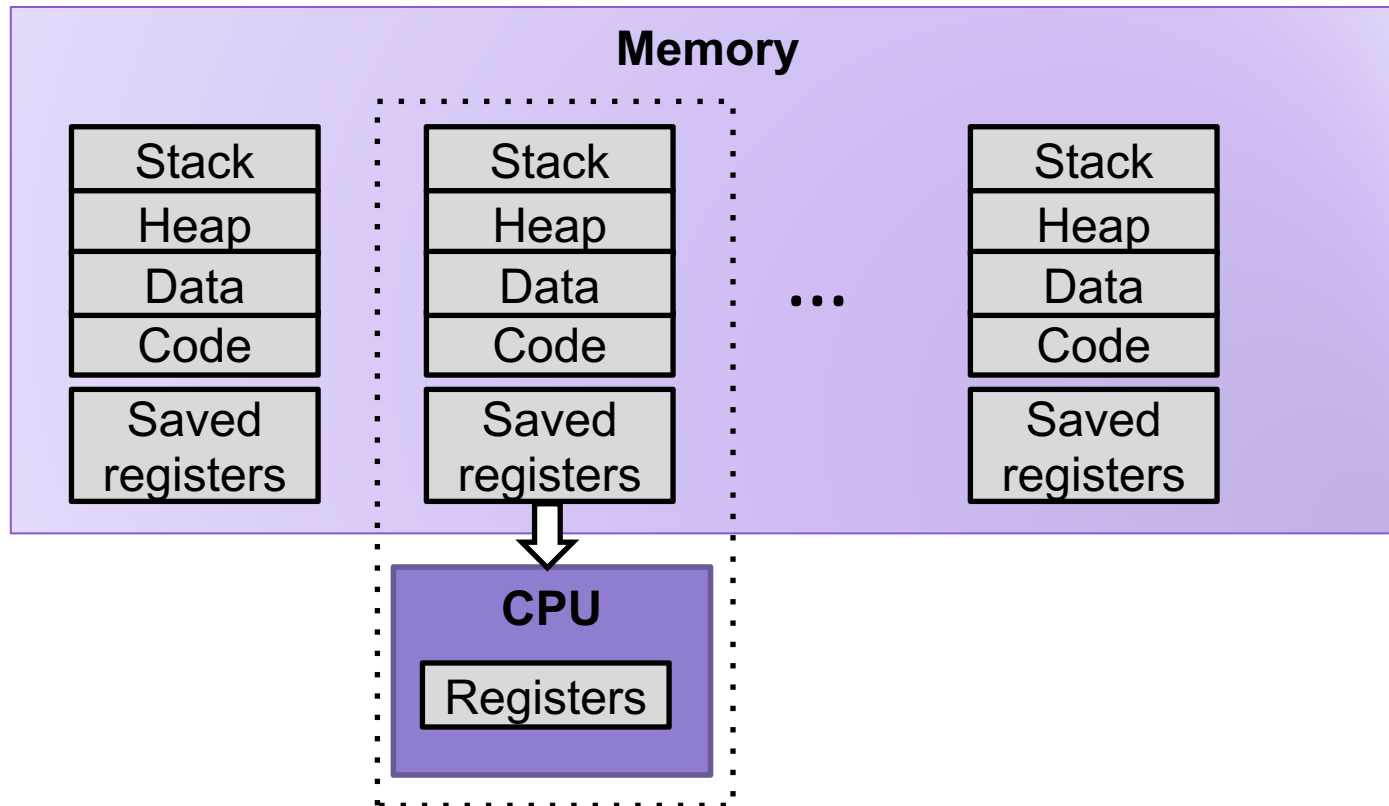 Memory
Stack
Heap
Data
Code
Saved
registers
Stack
Heap
Data
Code
Saved
registers
...
Stack
Heap
Data
Code
Saved
registers
CPU
Registers